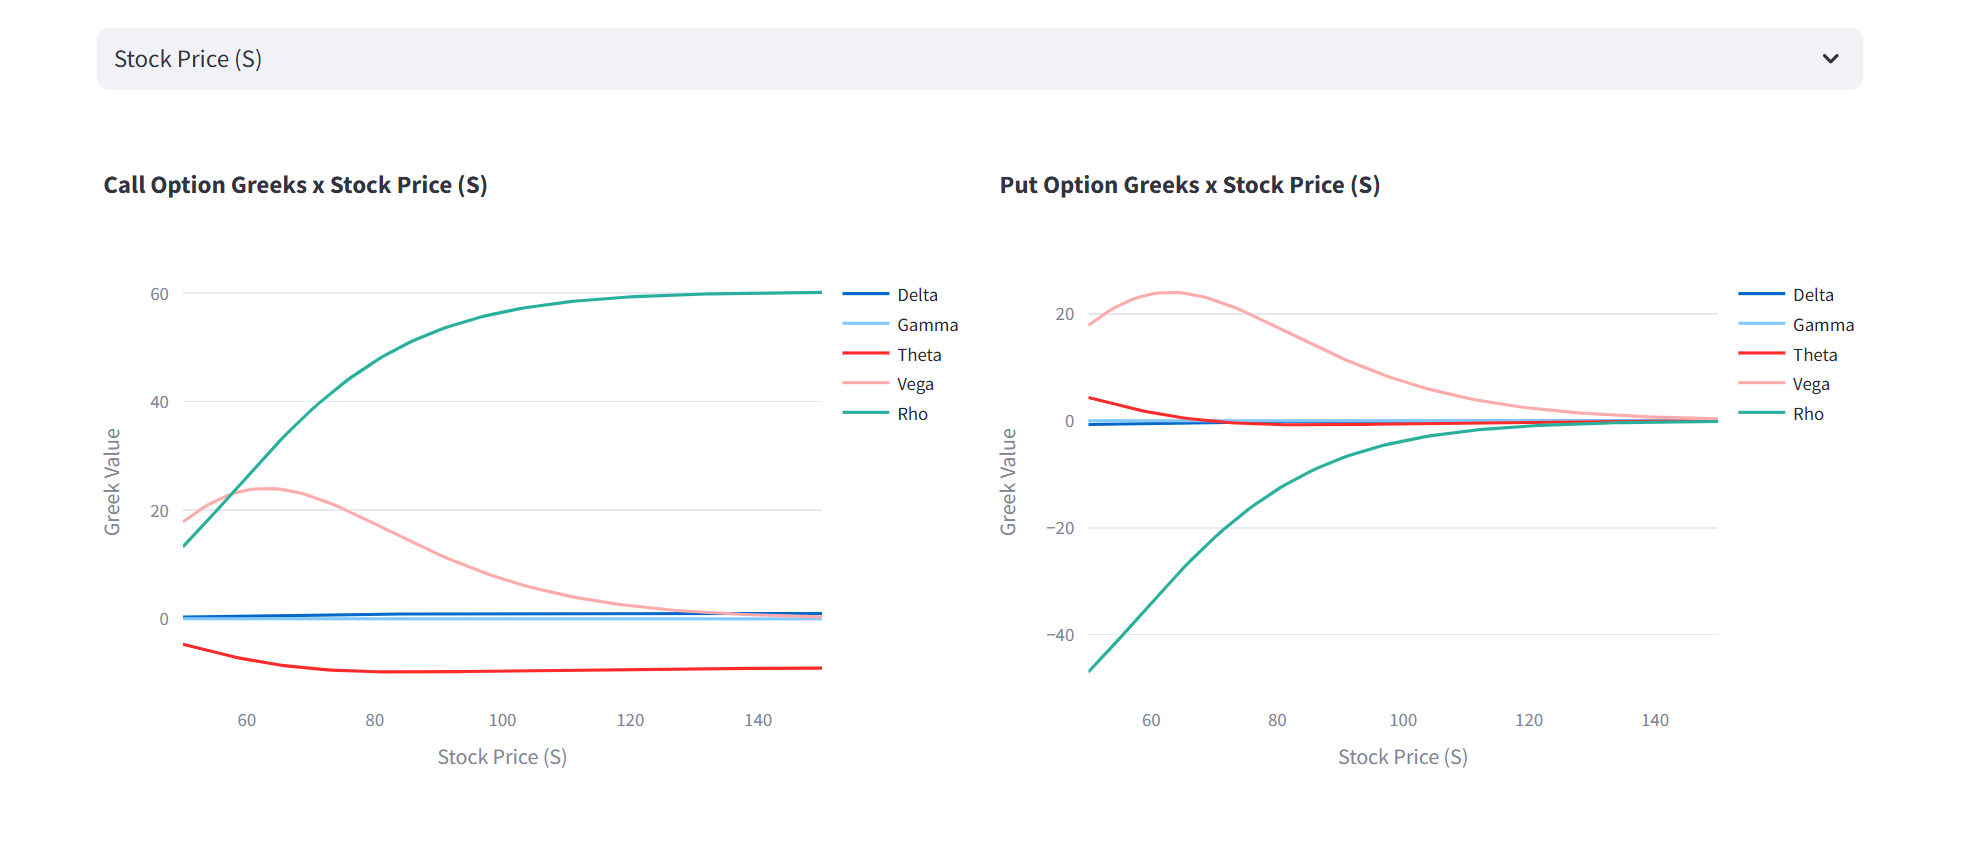 Stock Price (S)
Call Option Greeks x Stock Price (S)
60
40
20
0
Greek Value
60
80
100
120
140
Stock Price (S)
Delta
Gamma
Theta
Vega
Rho
Put Option Greeks x Stock Price (S)
20
0
−20
−40
Greek Value
60
80
100
120
140
Stock Price (S)
Delta
Gamma
Theta
Vega
Rho